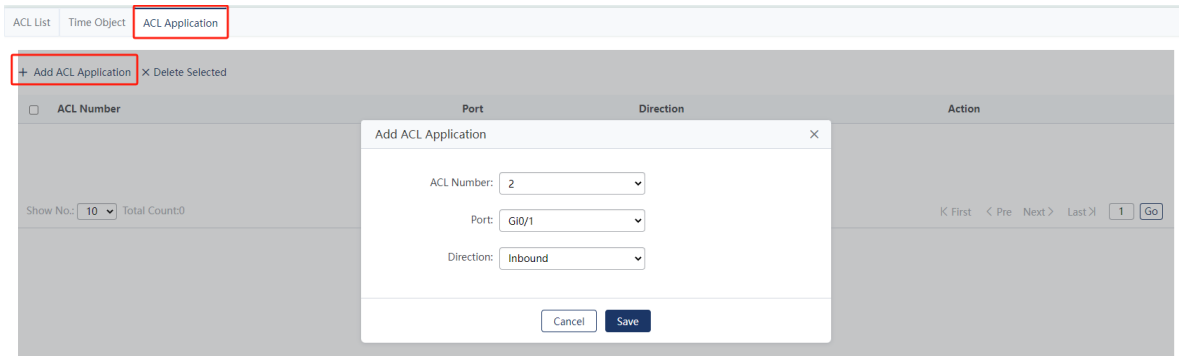 ACL List Time Object ACL Application
+ Add ACL Application × Delete Selected
ACL Number Port Direction Action
Add ACL Application ×
ACL Number: 2
Show No.: 10 Total Count:0 First Pre Next Last 1 Go
Port: GI0/1
Direction: Inbound
Cancel Save